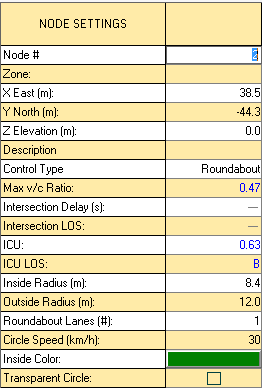 NODE SETTINGS
Node # 2
Zone:
X East (m): 38.5
Y North (m): -44.3
Z Elevation (m): 0.0
Description
Control Type Roundabout
Max v/c Ratio: 0.47
Intersection Delay (s): —
Intersection LOS: —
ICU: 0.63
ICU LOS: B
Inside Radius (m): 8.4
Outside Radius (m): 12.0
Roundabout Lanes (#): 1
Circle Speed (km/h): 30
Inside Color:
Transparent Circle: